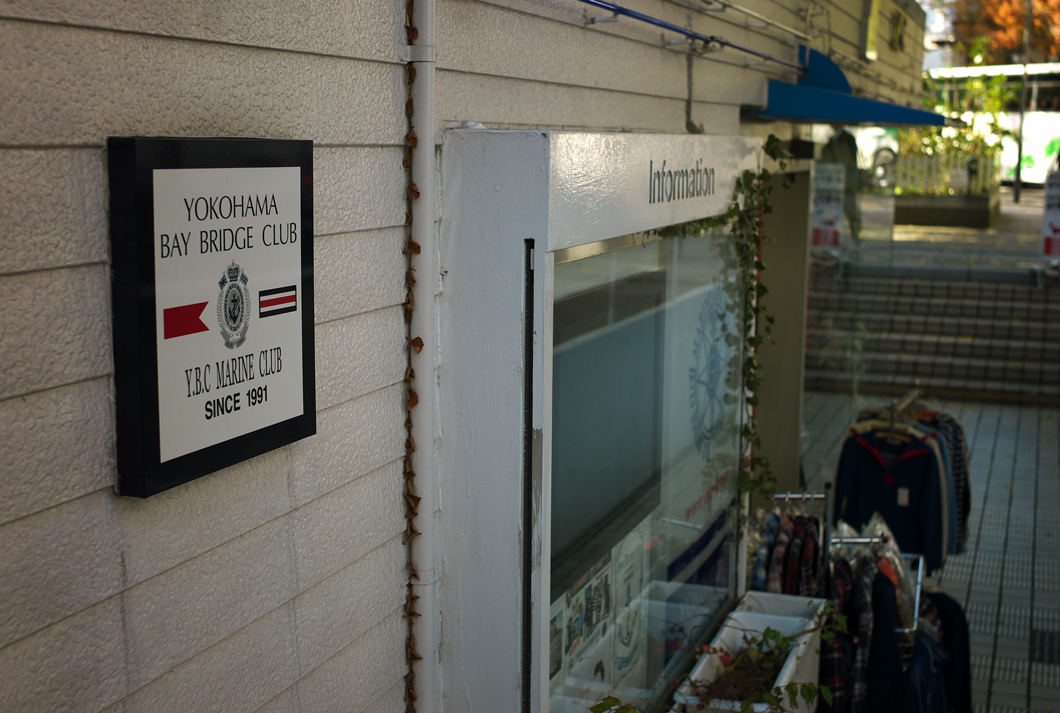 YOKOHAMA
BAY BRIDGE CLUB
Y.B.C MARINE CLUB
SINCE 1991
Information